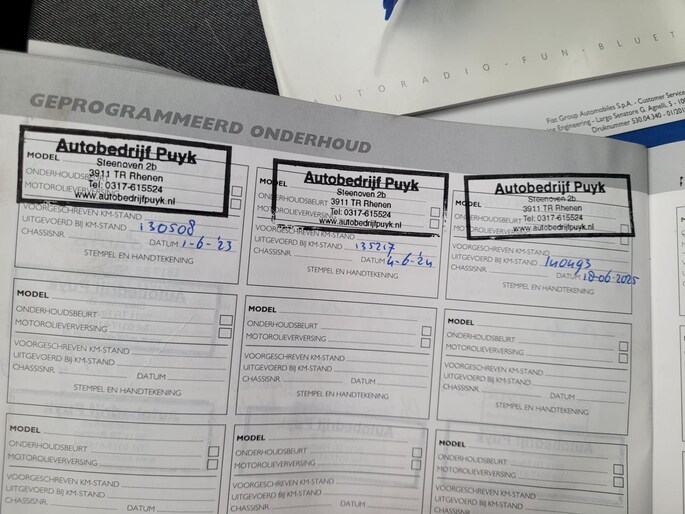 AUTORADIO - FUN - BLUET
Fiat Group Automobiles S.p.A. - Customer Service
Engineering - Largo Senatore G. Agnelli, 5 - 10
Druknummer 530.04.340 - 01/201
GEPROGRAMMEERD ONDERHOUD
Autobedrijf Puyk
Steenoven 2b
3911 TR Rhenen
Tel: 0317-615524
www.autobedrijfpuyk.nl
MODEL
ONDERHOUDSBEURT
MOTOROLIEVERVERSING
VOORGESCHREVEN KM-STAND
UITGEVOERD BIJ KM-STAND 130508
CHASSISNR. DATUM 1-6-'23
STEMPEL EN HANDTEKENING
Autobedrijf Puyk
Steenoven 2b
3911 TR Rhenen
Tel: 0317-615524
www.autobedrijfpuyk.nl
MODEL
ONDERHOUDSBEURT
MOTOROLIEVERVERSING
VOORGESCHREVEN KM-STAND
UITGEVOERD BIJ KM-STAND 135217
CHASSISNR. DATUM 4-6-'24
STEMPEL EN HANDTEKENING
Autobedrijf Puyk
Steenoven 2b
3911 TR Rhenen
Tel: 0317-615524
www.autobedrijfpuyk.nl
MODEL
ONDERHOUDSBEURT
MOTOROLIEVERVERSING
VOORGESCHREVEN KM-STAND
UITGEVOERD BIJ KM-STAND 140493
CHASSISNR. DATUM 18-06-2025
STEMPEL EN HANDTEKENING
MODEL
ONDERHOUDSBEURT
MOTOROLIEVERVERSING
VOORGESCHREVEN KM-STAND
UITGEVOERD BIJ KM-STAND
CHASSISNR. DATUM
STEMPEL EN HANDTEKENING
MODEL
ONDERHOUDSBEURT
MOTOROLIEVERVERSING
VOORGESCHREVEN KM-STAND
UITGEVOERD BIJ KM-STAND
CHASSISNR. DATUM
STEMPEL EN HANDTEKENING
MODEL
ONDERHOUDSBEURT
MOTOROLIEVERVERSING
VOORGESCHREVEN KM-STAND
UITGEVOERD BIJ KM-STAND
CHASSISNR. DATUM
STEMPEL EN HANDTEKENING
MODEL
ONDERHOUDSBEURT
MOTOROLIEVERVERSING
VOORGESCHREVEN KM-STAND
UITGEVOERD BIJ KM-STAND
CHASSISNR. DATUM
MODEL
ONDERHOUDSBEURT
MOTOROLIEVERVERSING
VOORGESCHREVEN KM-STAND
UITGEVOERD BIJ KM-STAND
CHASSISNR. DATUM
MODEL
ONDERHOUDSBEURT
MOTOROLIEVERVERSING
VOORGESCHREVEN KM-STAND
UITGEVOERD BIJ KM-STAND
CHASSISNR. DATUM